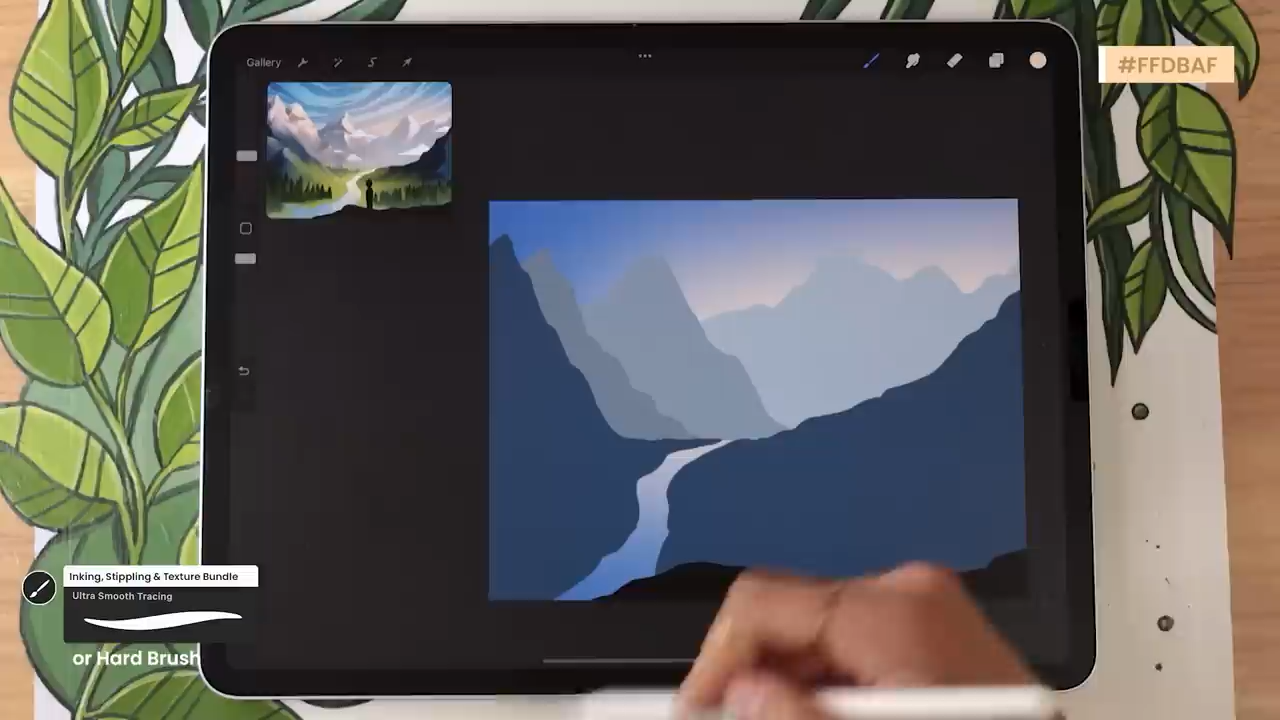 Gallery
#FFDBAF
Inking, Stippling & Texture Bundle
Ultra Smooth Tracing
or Hard Brush